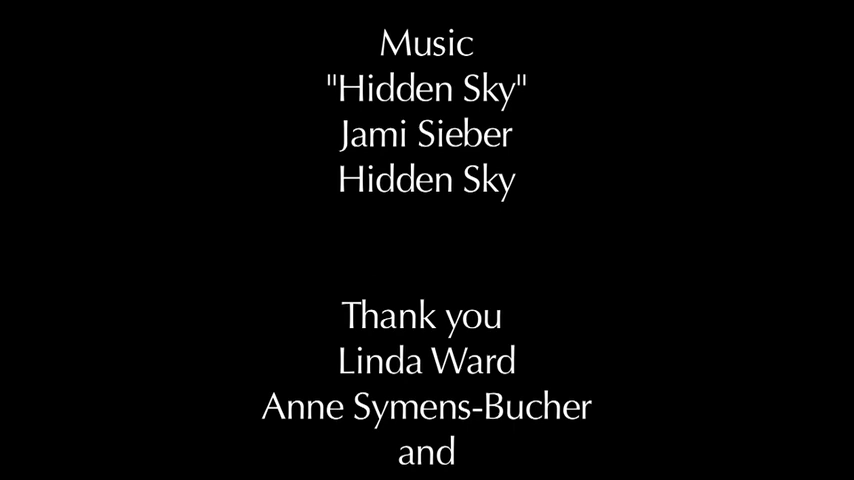 Music
"Hidden Sky"
Jami Sieber
Hidden Sky
Thank you
Linda Ward
Anne Symens-Bucher
and